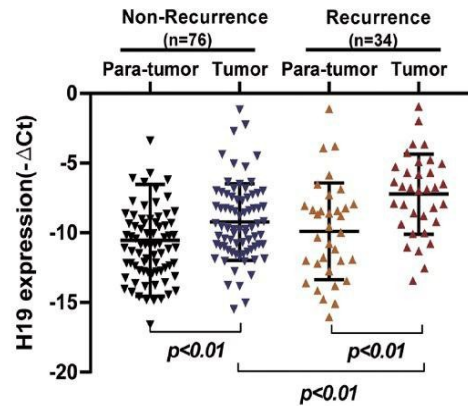 Non-Recurrence Recurrence
(n=76) (n=34)
Para-tumor Tumor Para-tumor Tumor
H19 expression(-△Ct)
0
-5
-10
-15
-20
p<0.01 p<0.01
p<0.01